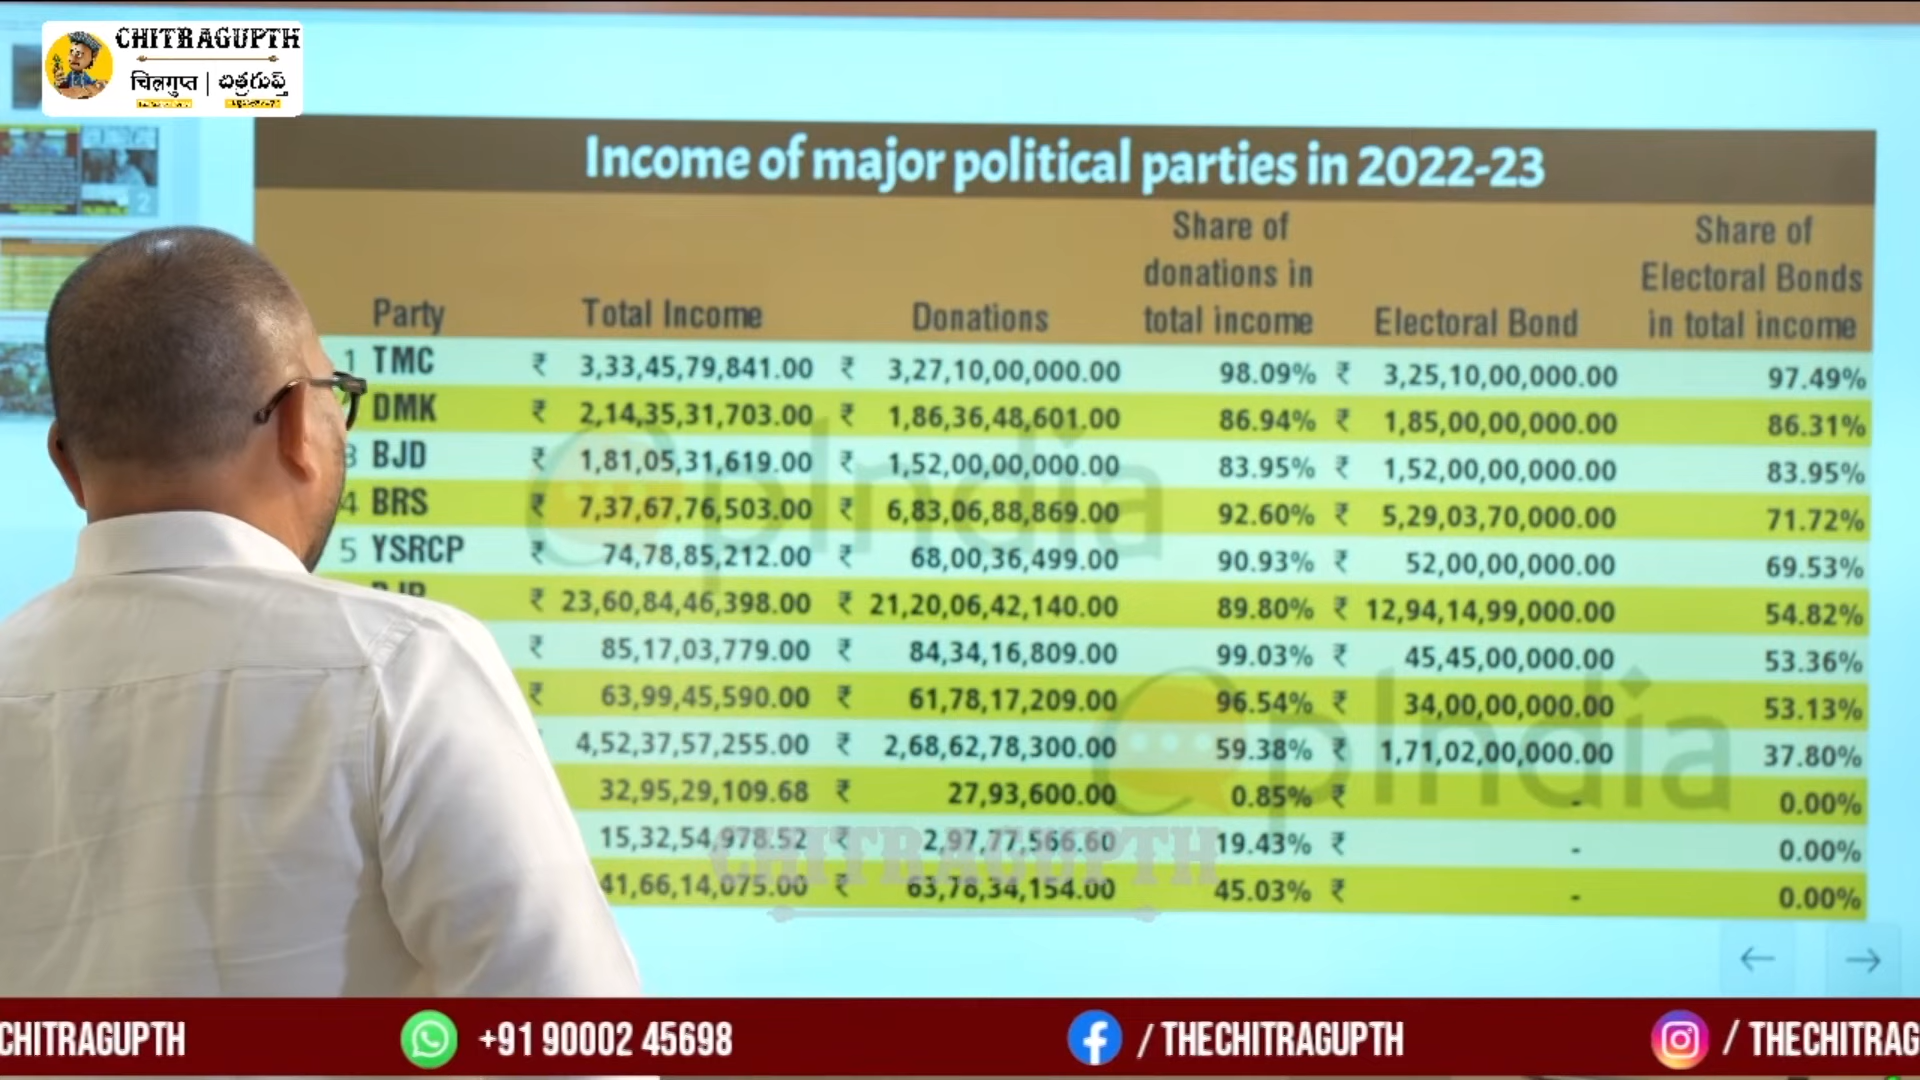 CHITRAGUPTH
चित्रगुप्त | చిత్రగుప్త్
2
Income of major political parties in 2022-23
Party Total Income Donations Share of donations in total income Electoral Bond Share of Electoral Bonds in total income
1 TMC ₹ 3,33,45,79,841.00 ₹ 3,27,10,00,000.00 98.09% ₹ 3,25,10,00,000.00 97.49%
DMK ₹ 2,14,35,31,703.00 ₹ 1,86,36,48,601.00 86.94% ₹ 1,85,00,00,000.00 86.31%
3 BJD ₹ 1,81,05,31,619.00 ₹ 1,52,00,00,000.00 83.95% ₹ 1,52,00,00,000.00 83.95%
4 BRS ₹ 7,37,67,76,503.00 ₹ 6,83,06,88,869.00 92.60% ₹ 5,29,03,70,000.00 71.72%
5 YSRCP ₹ 74,78,85,212.00 ₹ 68,00,36,499.00 90.93% ₹ 52,00,00,000.00 69.53%
BJP ₹ 23,60,84,46,398.00 ₹ 21,20,06,42,140.00 89.80% ₹ 12,94,14,99,000.00 54.82%
₹ 85,17,03,779.00 ₹ 84,34,16,809.00 99.03% ₹ 45,45,00,000.00 53.36%
₹ 63,99,45,590.00 ₹ 61,78,17,209.00 96.54% ₹ 34,00,00,000.00 53.13%
4,52,37,57,255.00 ₹ 2,68,62,78,300.00 59.38% ₹ 1,71,02,00,000.00 37.80%
32,95,29,109.68 ₹ 27,93,600.00 0.85% ₹ - 0.00%
15,32,54,978.52 ₹ 2,97,77,566.60 19.43% ₹ - 0.00%
41,66,14,075.00 ₹ 63,78,34,154.00 45.03% ₹ - 0.00%
OpIndia
OpIndia
CHITRAGUPTH
CHITRAGUPTH +91 90002 45698 / THECHITRAGUPTH / THECHITRAG